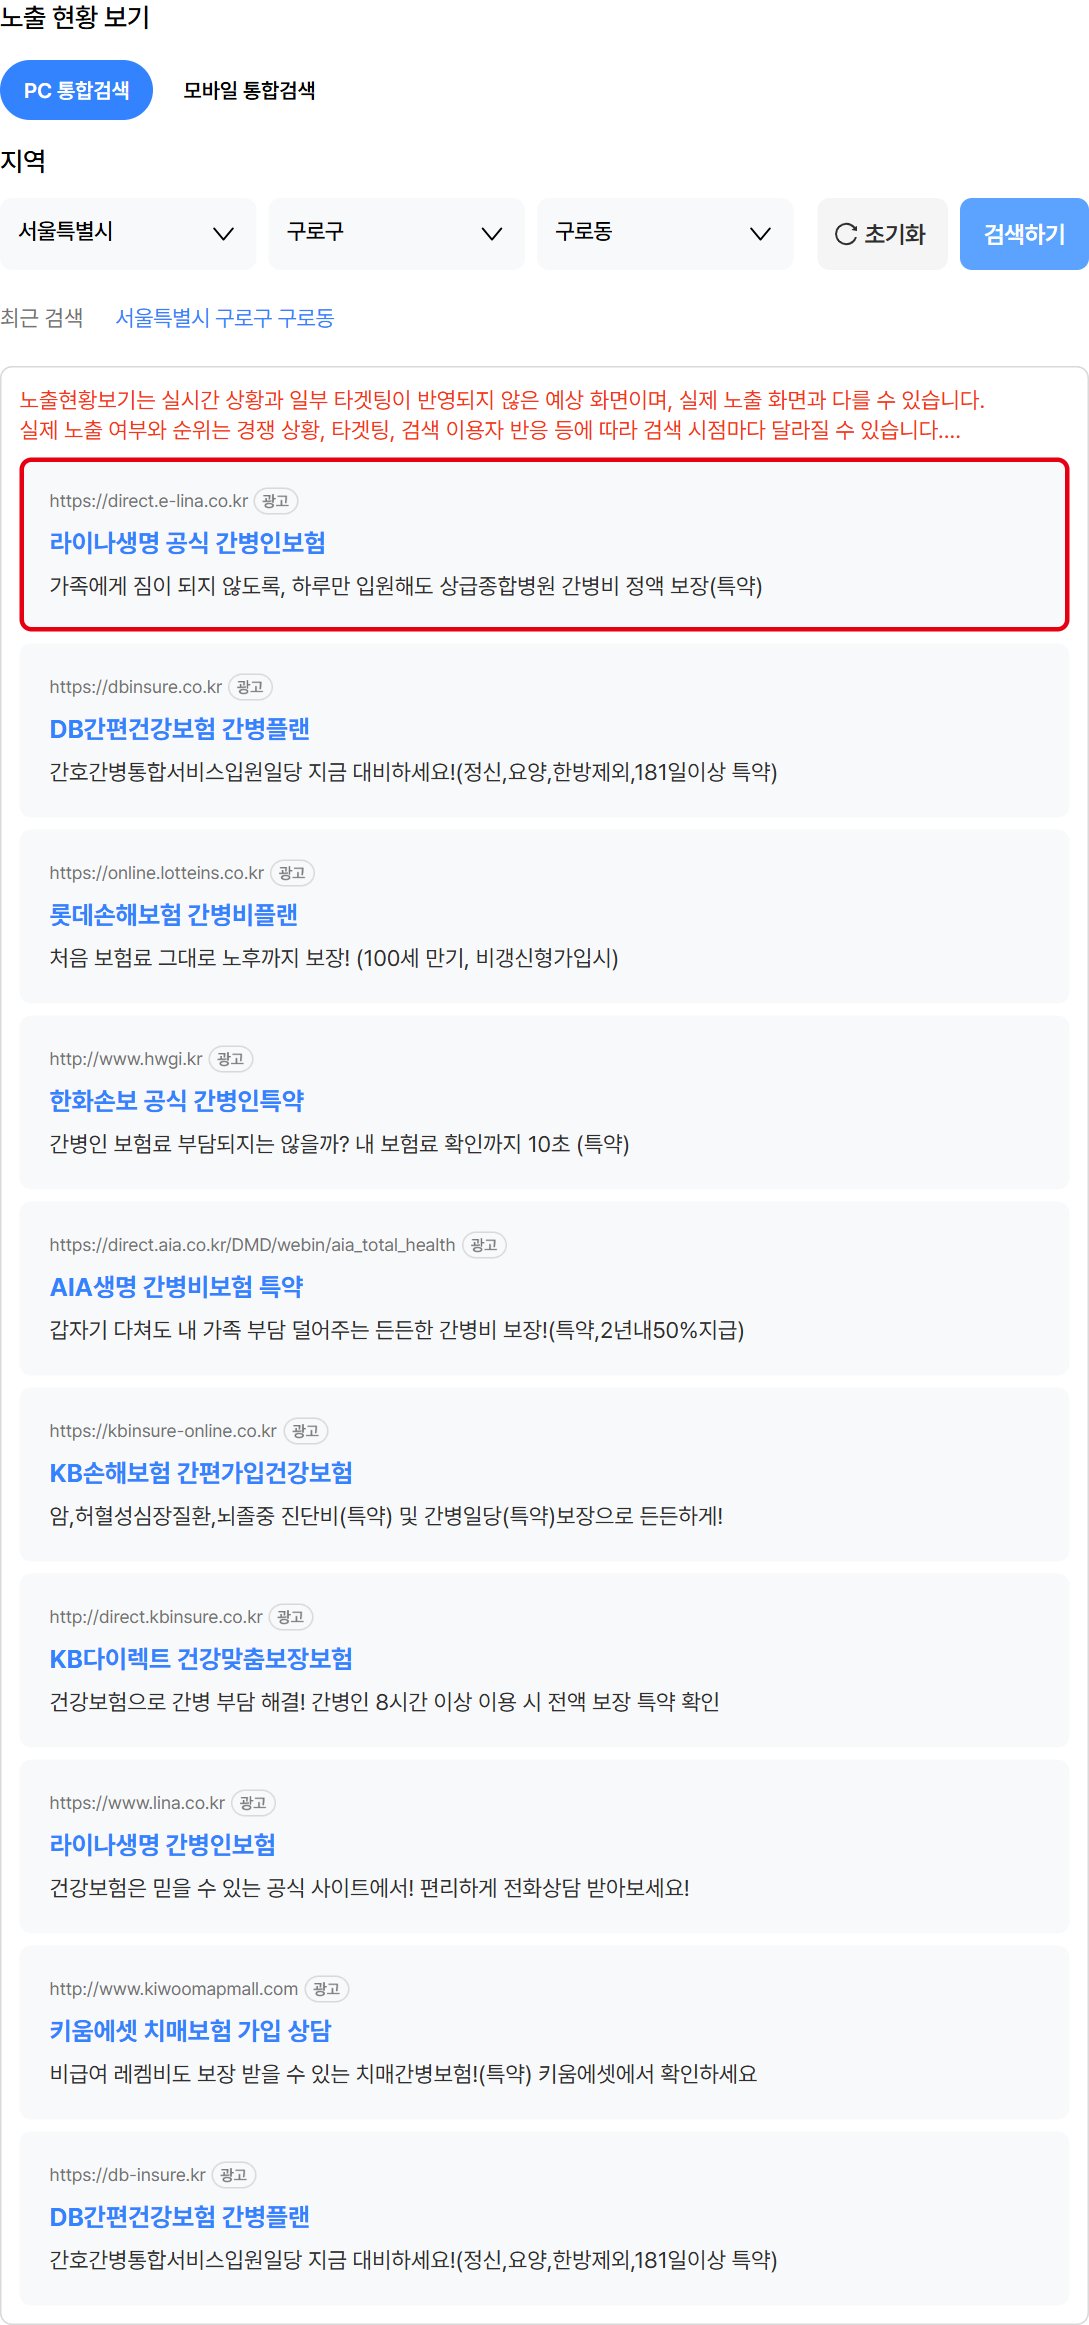 노출 현황 보기
PC 통합검색
모바일 통합검색
지역
서울특별시
구로구
구로동
초기화
검색하기
최근 검색
서울특별시 구로구 구로동
노출현황보기는 실시간 상황과 일부 타겟팅이 반영되지 않은 예상 화면이며, 실제 노출 화면과 다를 수 있습니다.
실제 노출 여부와 순위는 경쟁 상황, 타겟팅, 검색 이용자 반응 등에 따라 검색 시점마다 달라질 수 있습니다....
https://direct.e-lina.co.kr 광고
라이나생명 공식 간병인보험
가족에게 짐이 되지 않도록, 하루만 입원해도 상급종합병원 간병비 정액 보장(특약)
https://dbinsure.co.kr 광고
DB간편건강보험 간병플랜
간호간병통합서비스입원일당 지금 대비하세요!(정신,요양,한방제외,181일이상 특약)
https://online.lotteins.co.kr 광고
롯데손해보험 간병비플랜
처음 보험료 그대로 노후까지 보장! (100세 만기, 비갱신형가입시)
http://www.hwgi.kr 광고
한화손보 공식 간병인특약
간병인 보험료 부담되지는 않을까? 내 보험료 확인까지 10초 (특약)
https://direct.aia.co.kr/DMD/webin/aia_total_health 광고
AIA생명 간병비보험 특약
갑자기 다쳐도 내 가족 부담 덜어주는 든든한 간병비 보장!(특약,2년내50%지급)
https://kbinsure-online.co.kr 광고
KB손해보험 간편가입건강보험
암,허혈성심장질환,뇌졸중 진단비(특약) 및 간병일당(특약)보장으로 든든하게!
http://direct.kbinsure.co.kr 광고
KB다이렉트 건강맞춤보장보험
건강보험으로 간병 부담 해결! 간병인 8시간 이상 이용 시 전액 보장 특약 확인
https://www.lina.co.kr 광고
라이나생명 간병인보험
건강보험은 믿을 수 있는 공식 사이트에서! 편리하게 전화상담 받아보세요!
http://www.kiwoomapmall.com 광고
키움에셋 치매보험 가입 상담
비급여 레켐비도 보장 받을 수 있는 치매간병보험!(특약) 키움에셋에서 확인하세요
https://db-insure.kr 광고
DB간편건강보험 간병플랜
간호간병통합서비스입원일당 지금 대비하세요!(정신,요양,한방제외,181일이상 특약)